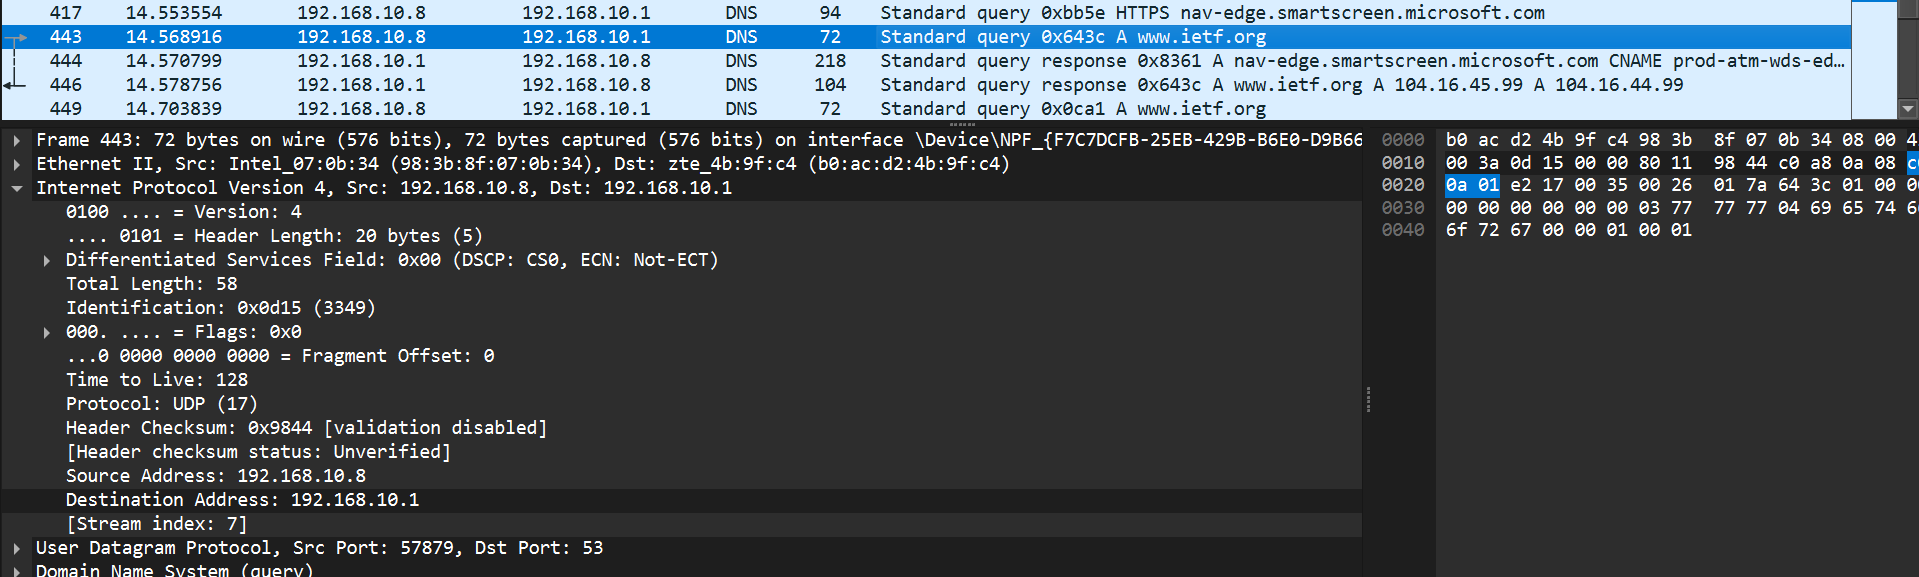 417 14.553554 192.168.10.8 192.168.10.1 DNS 94 Standard query 0xbb5e HTTPS nav-edge.smartscreen.microsoft.com
443 14.568916 192.168.10.8 192.168.10.1 DNS 72 Standard query 0x643c A www.ietf.org
444 14.570799 192.168.10.1 192.168.10.8 DNS 218 Standard query response 0x8361 A nav-edge.smartscreen.microsoft.com CNAME prod-atm-wds-ed…
446 14.578756 192.168.10.1 192.168.10.8 DNS 104 Standard query response 0x643c A www.ietf.org A 104.16.45.99 A 104.16.44.99
449 14.703839 192.168.10.8 192.168.10.1 DNS 72 Standard query 0x0ca1 A www.ietf.org
Frame 443: 72 bytes on wire (576 bits), 72 bytes captured (576 bits) on interface \Device\NPF_{F7C7DCFB-25EB-429B-B6E0-D9B66
Ethernet II, Src: Intel_07:0b:34 (98:3b:8f:07:0b:34), Dst: zte_4b:9f:c4 (b0:ac:d2:4b:9f:c4)
Internet Protocol Version 4, Src: 192.168.10.8, Dst: 192.168.10.1
0100 .... = Version: 4
.... 0101 = Header Length: 20 bytes (5)
Differentiated Services Field: 0x00 (DSCP: CS0, ECN: Not-ECT)
Total Length: 58
Identification: 0x0d15 (3349)
000. .... = Flags: 0x0
...0 0000 0000 0000 = Fragment Offset: 0
Time to Live: 128
Protocol: UDP (17)
Header Checksum: 0x9844 [validation disabled]
[Header checksum status: Unverified]
Source Address: 192.168.10.8
Destination Address: 192.168.10.1
[Stream index: 7]
User Datagram Protocol, Src Port: 57879, Dst Port: 53
Domain Name System (query)
0000 b0 ac d2 4b 9f c4 98 3b 8f 07 0b 34 08 00 4
0010 00 3a 0d 15 00 00 80 11 98 44 c0 a8 0a 08
0020 0a 01 e2 17 00 35 00 26 01 7a 64 3c 01 00
0030 00 00 00 00 00 00 03 77 77 77 04 69 65 74
0040 6f 72 67 00 00 01 00 01